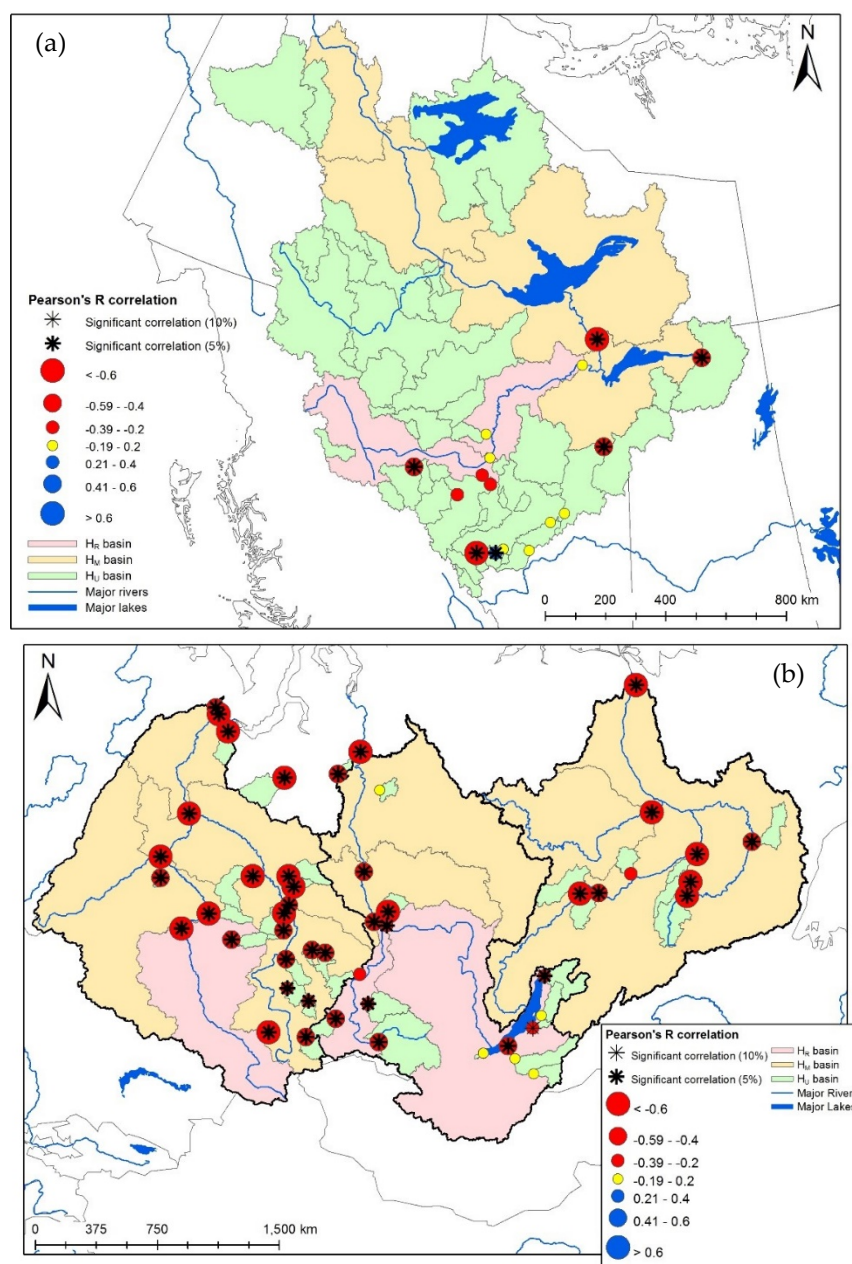 (a)
N
Pearson's R correlation
Significant correlation (10%)
Significant correlation (5%)
< -0.6
-0.59 - -0.4
-0.39 - -0.2
-0.19 - 0.2
0.21 - 0.4
0.41 - 0.6
> 0.6
HR basin
HM basin
HU basin
Major rivers
Major lakes
0 200 400 800 km
N
(b)
Pearson's R correlation
Significant correlation (10%)
Significant correlation (5%)
< -0.6
-0.59 - -0.4
-0.39 - -0.2
-0.19 - 0.2
0.21 - 0.4
0.41 - 0.6
> 0.6
HR basin
HM basin
HU basin
Major River
Major Lakes
0 375 750 1,500 km